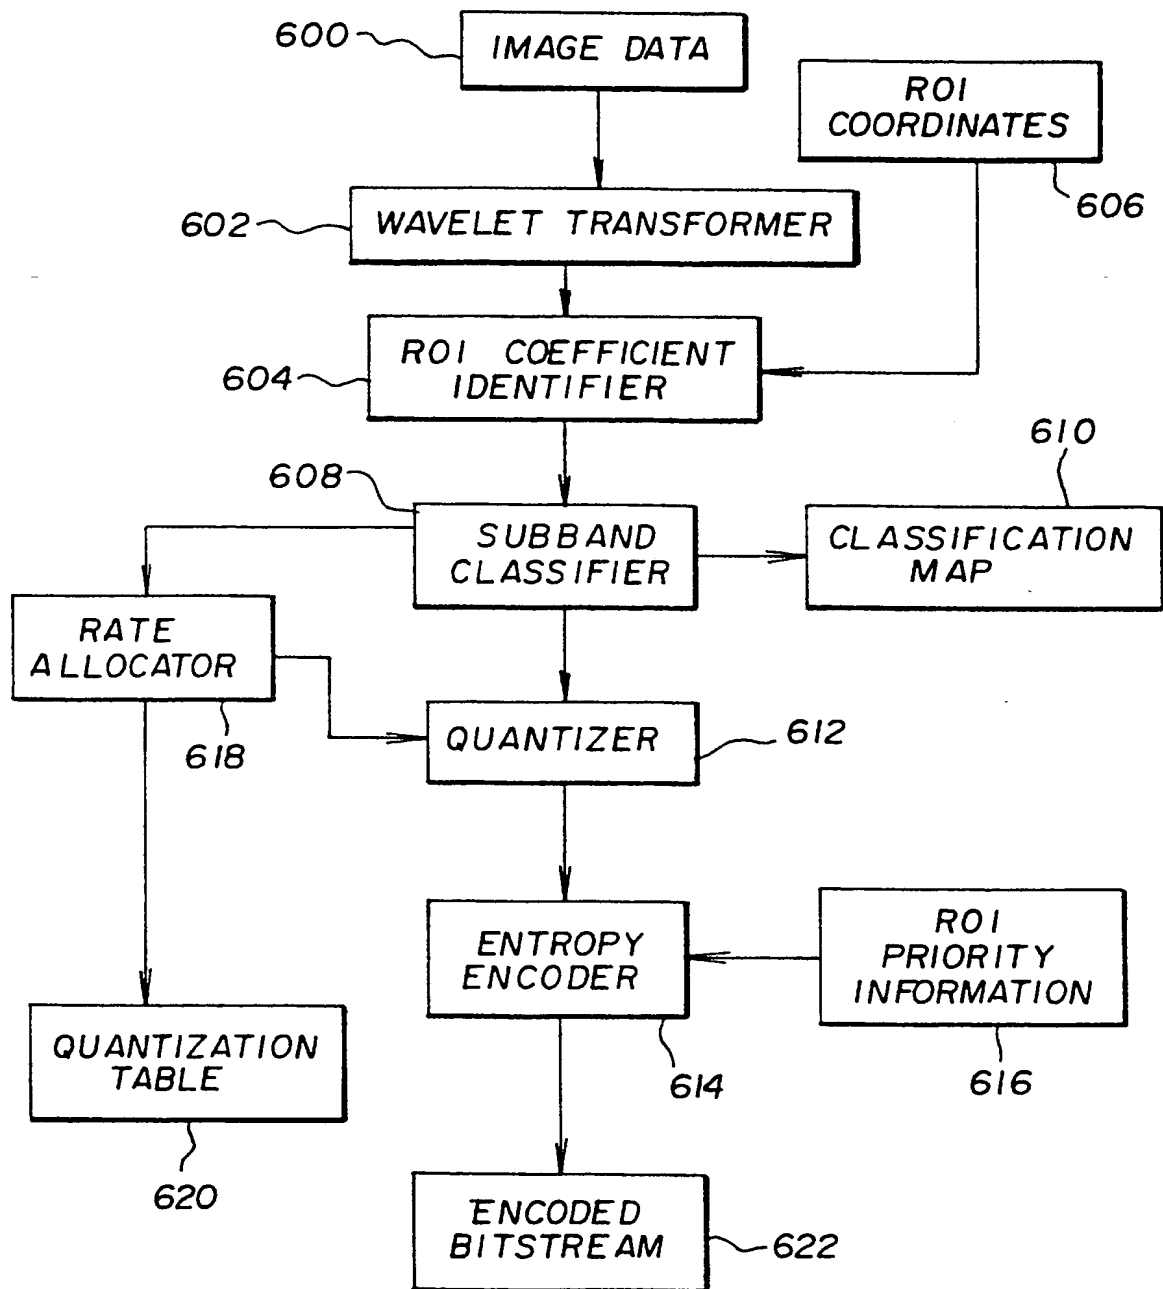 600
IMAGE DATA
ROI
COORDINATES
606
602
WAVELET TRANSFORMER
604
ROI COEFFICIENT
IDENTIFIER
608
SUBBAND
CLASSIFIER
610
CLASSIFICATION
MAP
RATE
ALLOCATOR
618
QUANTIZER
612
ENTROPY
ENCODER
614
ROI
PRIORITY
INFORMATION
616
QUANTIZATION
TABLE
620
ENCODED
BITSTREAM
622